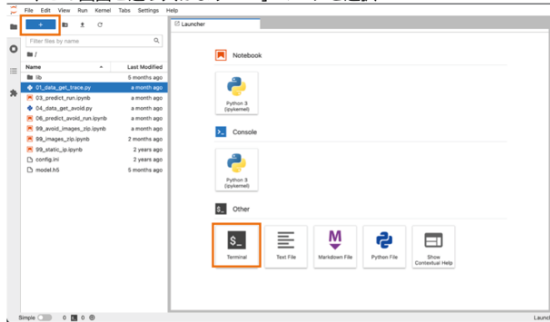 File Edit View Run Kernel Tabs Settings Help
+
Filter files by name
/
Name Last Modified
lib 5 months ago
01_data_get_trace.py a month ago
03_predict_run.ipynb a month ago
04_data_get_avoid.py a month ago
06_predict_avoid_run.ipynb a month ago
99_avoid_images_zip.ipynb a month ago
99_images_zip.ipynb 2 months ago
99_static_ip.ipynb 2 years ago
config.ini 2 years ago
model.h5 5 months ago
Launcher
Notebook
Python 3
(ipykernel)
$_ Console
Python 3
(ipykernel)
$_ Other
$_
Terminal
Text File
M
Markdown File
Python File
Show
Contextual Help
Simple 0 0
Launc